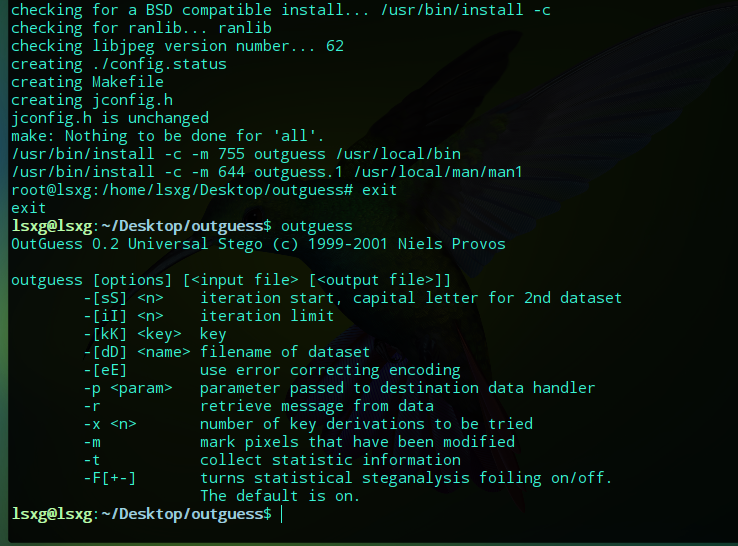 checking for a BSD compatible install... /usr/bin/install -c
checking for ranlib... ranlib
checking libjpeg version number... 62
creating ./config.status
creating Makefile
creating jconfig.h
jconfig.h is unchanged
make: Nothing to be done for 'all'.
/usr/bin/install -c -m 755 outguess /usr/local/bin
/usr/bin/install -c -m 644 outguess.1 /usr/local/man/man1
root@lsxg:/home/lsxg/Desktop/outguess# exit
exit
lsxg@lsxg:~/Desktop/outguess$ outguess
OutGuess 0.2 Universal Stego (c) 1999-2001 Niels Provos

outguess [options] [<input file> [<output file>]]
        -[sS] <n>    iteration start, capital letter for 2nd dataset
        -[iI] <n>    iteration limit
        -[kK] <key>  key
        -[dD] <name> filename of dataset
        -[eE]        use error correcting encoding
        -p <param>   parameter passed to destination data handler
        -r           retrieve message from data
        -x <n>       number of key derivations to be tried
        -m           mark pixels that have been modified
        -t           collect statistic information
        -F[+-]       turns statistical steganalysis foiling on/off.
                     The default is on.
lsxg@lsxg:~/Desktop/outguess$